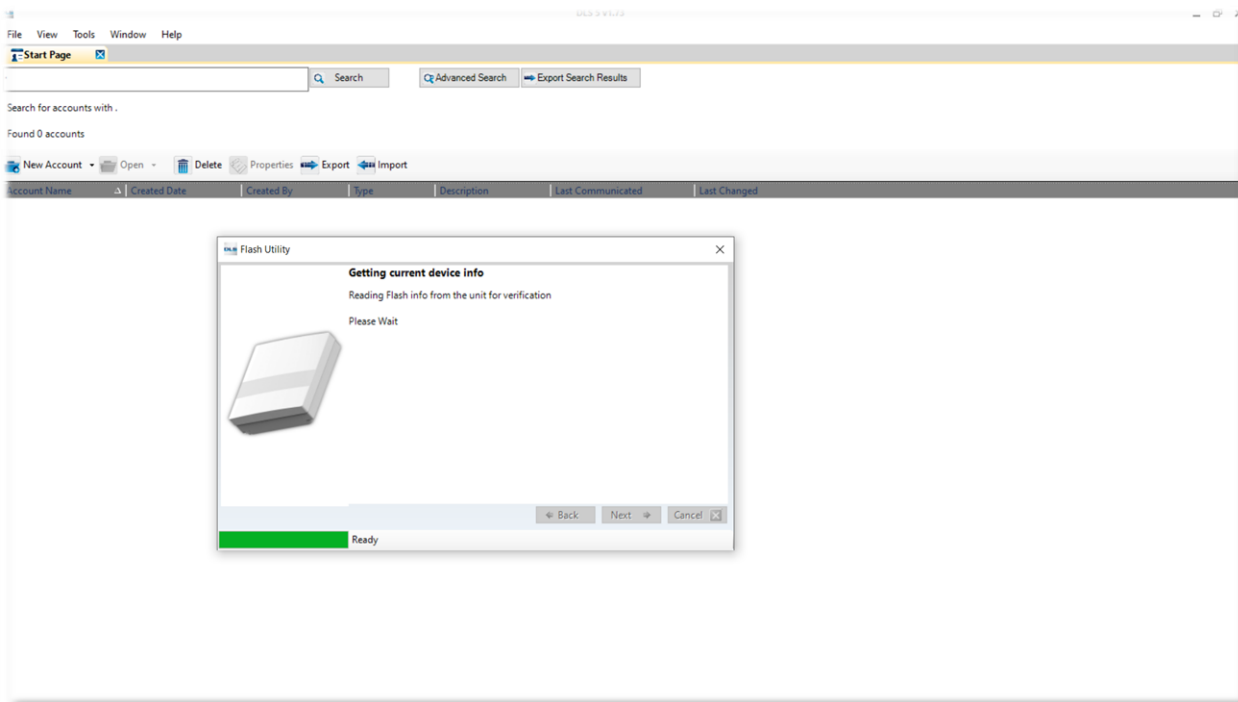 File View Tools Window Help
Start Page
Search Advanced Search Export Search Results
Search for accounts with .
Found 0 accounts
New Account Open Delete Properties Export Import
Account Name Created Date Created By Type Description Last Communicated Last Changed
DLS Flash Utility
Getting current device info
Reading Flash info from the unit for verification
Please Wait
Back Next Cancel
Ready